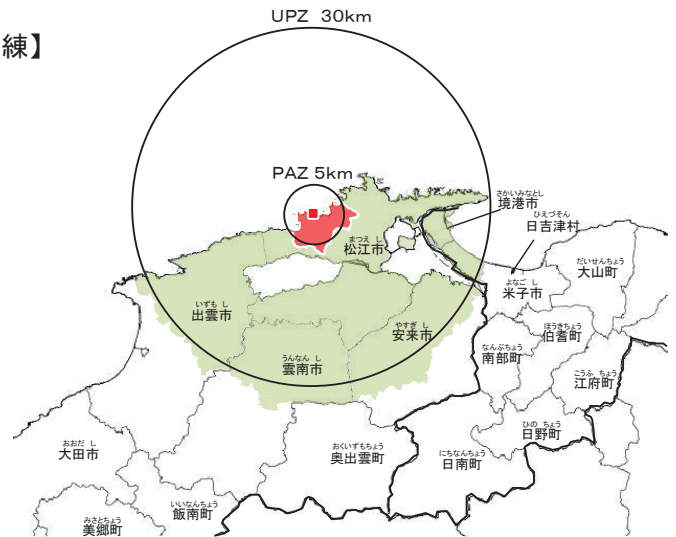 UPZ 30km
練】
PAZ 5km
さかいみなとし
境港市
ひえづそん
日吉津村
まつえ し
松江市
だいせんちょう
大山町
よなご し
米子市
いずも し
出雲市
やすぎ し
安来市
ほうきちょう
伯耆町
なんぶちょう
南部町
うんなん し
雲南市
こうふ ちょう
江府町
ひの ちょう
日野町
おおだ し
大田市
おくいずもちょう
奥出雲町
にちなんちょう
日南町
いいなんちょう
飯南町
みさとちょう
美郷町